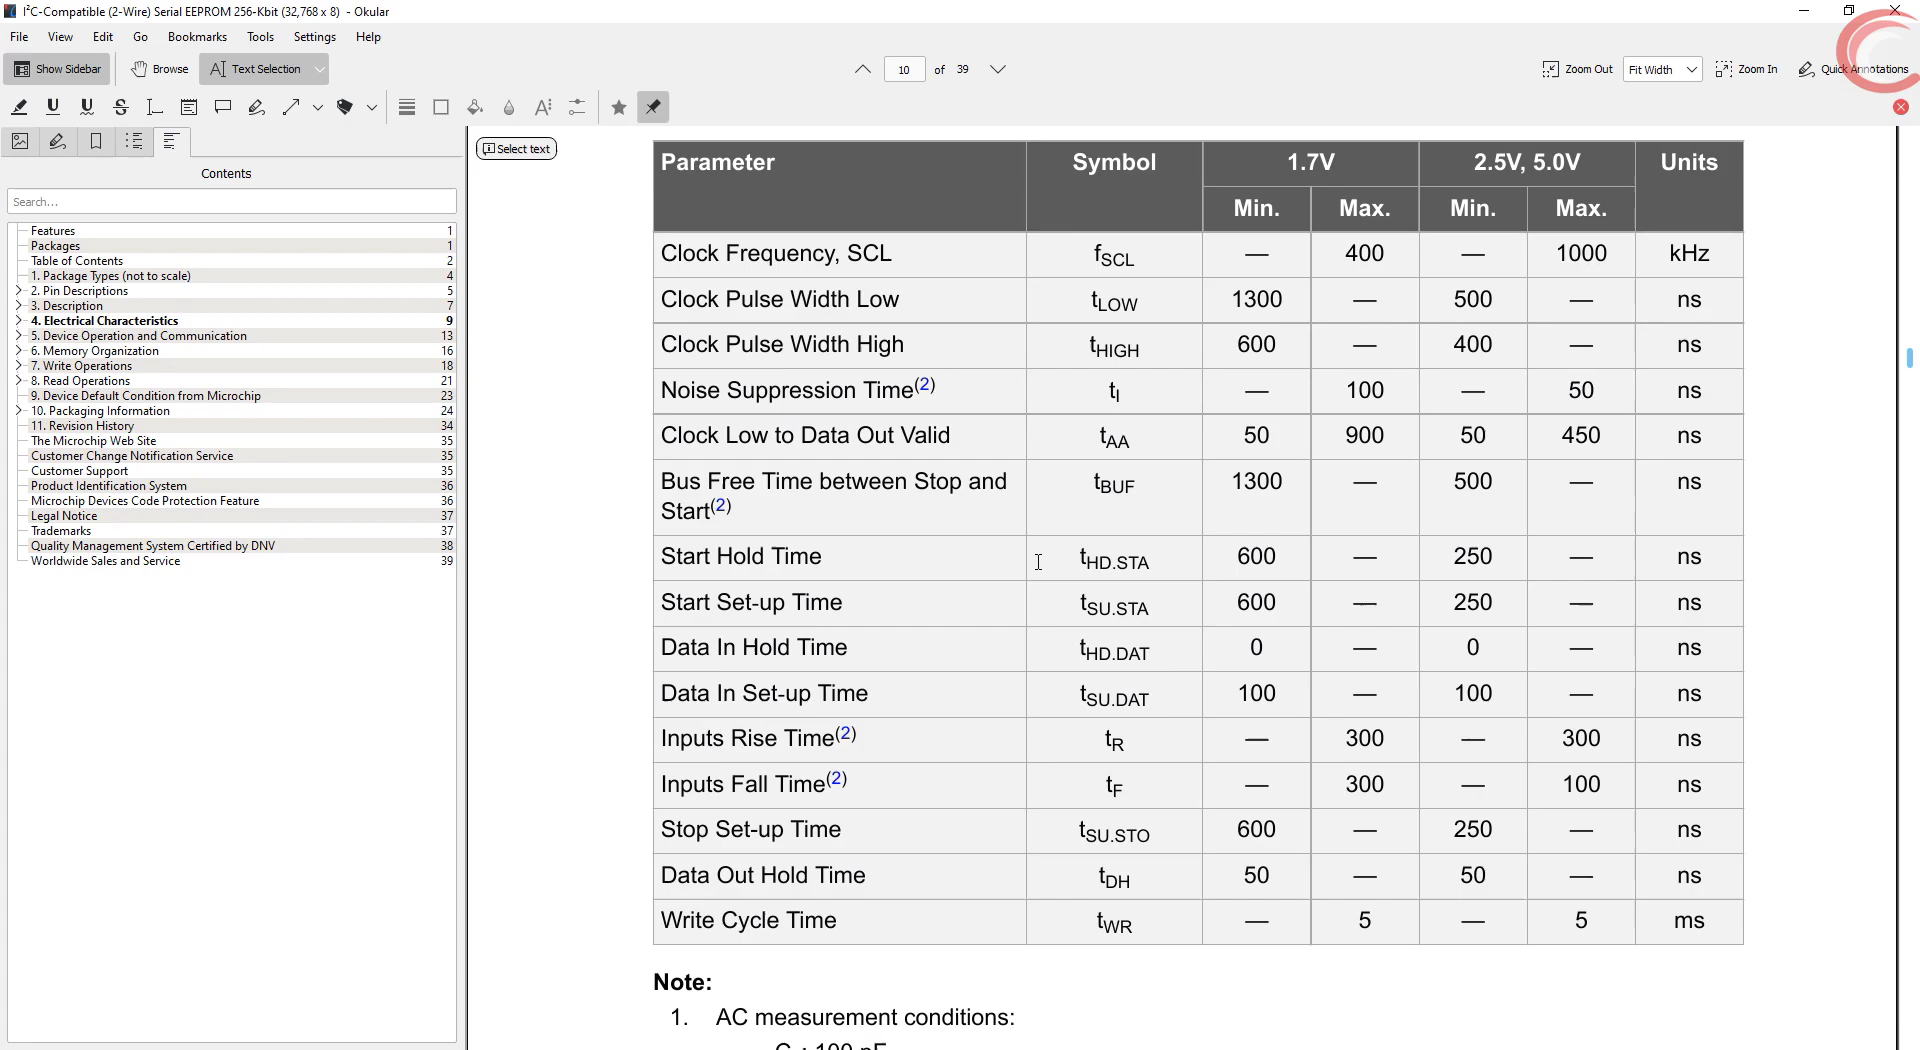 I²C-Compatible (2-Wire) Serial EEPROM 256-Kbit (32,768 x 8) - Okular
File View Edit Go Bookmarks Tools Settings Help
Show Sidebar Browse Text Selection 10 of 39 Zoom Out Fit Width Zoom In Quick Annotations
Contents
Search...
Features 1
Packages 1
Table of Contents 2
1. Package Types (not to scale) 4
2. Pin Descriptions 5
3. Description 7
4. Electrical Characteristics 9
5. Device Operation and Communication 13
6. Memory Organization 16
7. Write Operations 18
8. Read Operations 21
9. Device Default Condition from Microchip 23
10. Packaging Information 24
11. Revision History 34
The Microchip Web Site 35
Customer Change Notification Service 35
Customer Support 35
Product Identification System 36
Microchip Devices Code Protection Feature 36
Legal Notice 37
Trademarks 37
Quality Management System Certified by DNV 38
Worldwide Sales and Service 39
Select text
Parameter Symbol 1.7V 2.5V, 5.0V Units
Min. Max. Min. Max.
Clock Frequency, SCL fSCL — 400 — 1000 kHz
Clock Pulse Width Low tLOW 1300 — 500 — ns
Clock Pulse Width High tHIGH 600 — 400 — ns
Noise Suppression Time(2) tI — 100 — 50 ns
Clock Low to Data Out Valid tAA 50 900 50 450 ns
Bus Free Time between Stop and tBUF 1300 — 500 — ns
Start(2)
Start Hold Time tHD.STA 600 — 250 — ns
Start Set-up Time tSU.STA 600 — 250 — ns
Data In Hold Time tHD.DAT 0 — 0 — ns
Data In Set-up Time tSU.DAT 100 — 100 — ns
Inputs Rise Time(2) tR — 300 — 300 ns
Inputs Fall Time(2) tF — 300 — 100 ns
Stop Set-up Time tSU.STO 600 — 250 — ns
Data Out Hold Time tDH 50 — 50 — ns
Write Cycle Time tWR — 5 — 5 ms
Note:
1. AC measurement conditions: